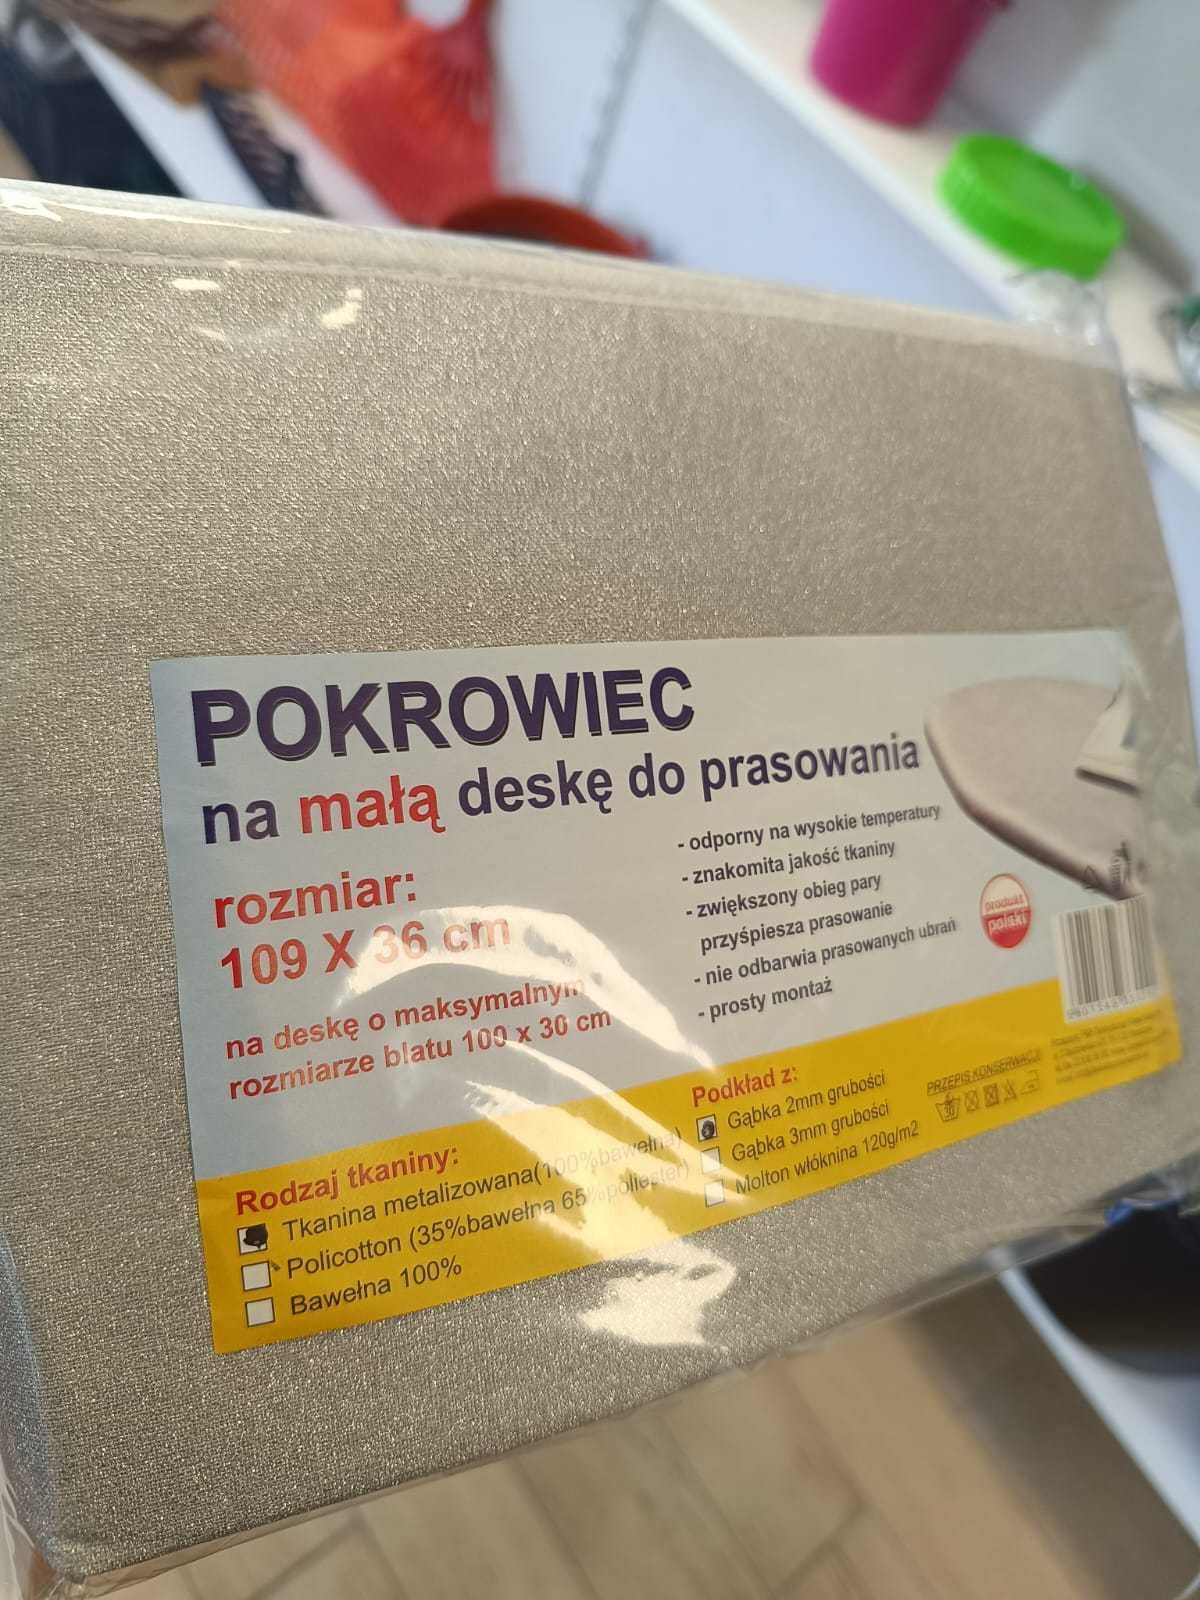 POKROWIEC
na małą deskę do prasowania
rozmiar:
109 X 36 cm
na deskę o maksymalnym
rozmiarze blatu 100 x 30 cm
- odporny na wysokie temperatury
- znakomita jakość tkaniny
- zwiększony obieg pary
przyśpiesza prasowanie
- nie odbarwia prasowanych ubrań
- prosty montaż
produkt
polski
Rodzaj tkaniny:
Tkanina metalizowana(100%bawełna)
Policotton (35%bawełna 65%poliester)
Bawełna 100%
Podkład z:
Gąbka 2mm grubości
Gąbka 3mm grubości
Molton włóknina 120g/m2
PRZEPIS KONSERWACJI